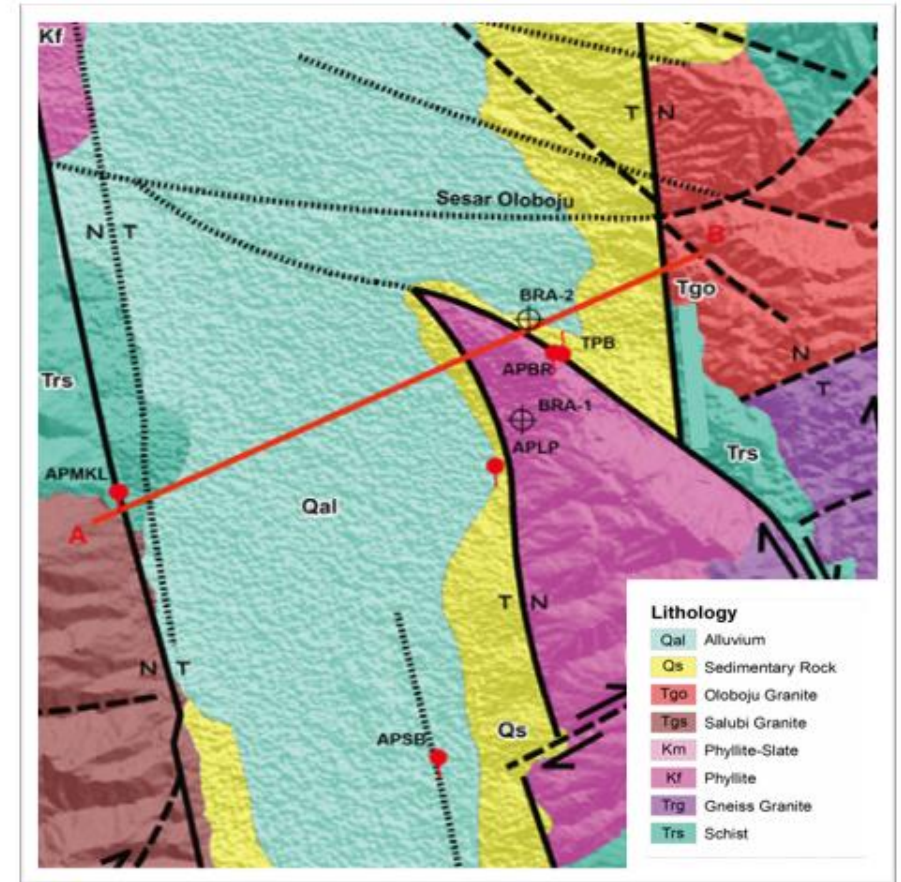 Kf
T N
Sesar Oloboju
N T
B
Tgo
BRA-2
TPB
APBR
N
T
Trs
BRA-1
APLP
Trs
APMKL
Qal
A
T N
N T
Qs
APSB
Lithology
Qal Alluvium
Qs Sedimentary Rock
Tgo Oloboju Granite
Tgs Salubi Granite
Km Phyllite-Slate
Kf Phyllite
Trg Gneiss Granite
Trs Schist